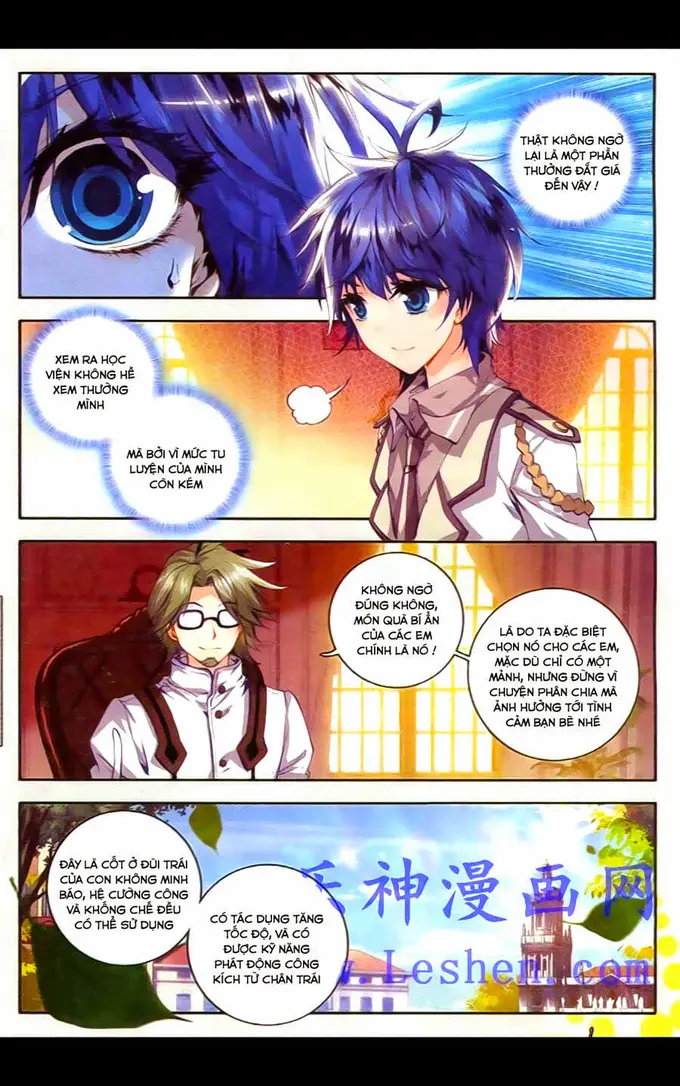 THẬT KHÔNG NGỜ
LẠI LÀ MỘT PHẦN
THƯỞNG ĐẮT GIÁ
ĐẾN VẬY !
XEM RA HỌC
VIỆN KHÔNG HỀ
XEM THƯỜNG
MÌNH
MÀ BỞI VÌ MỨC TU
LUYỆN CỦA MÌNH
CÒN KÉM
KHÔNG NGỜ
ĐÚNG KHÔNG,
MÓN QUÀ BÍ ẨN
CỦA CÁC EM
CHÍNH LÀ NÓ !
LÀ DO TA ĐẶC BIỆT
CHỌN NÓ CHO CÁC EM,
MẶC DÙ CHỈ CÓ MỘT
MẢNH, NHƯNG ĐỪNG VÌ
CHUYỆN PHÂN CHIA MÀ
ẢNH HƯỞNG TỚI TÌNH
CẢM BẠN BÈ NHÉ
ĐÂY LÀ CỐT Ở ĐÙI TRÁI
CỦA CON KHÔNG MINH
BÁO, HỆ CƯỜNG CÔNG
VÀ KHỐNG CHẾ ĐỀU
CÓ THỂ SỬ DỤNG
CÓ TÁC DỤNG TĂNG
TỐC ĐỘ, VÀ CÓ
ĐƯỢC KỸ NĂNG
PHÁT ĐỘNG CÔNG
KÍCH TỪ CHÂN TRÁI
神漫画网
.Leshen.com